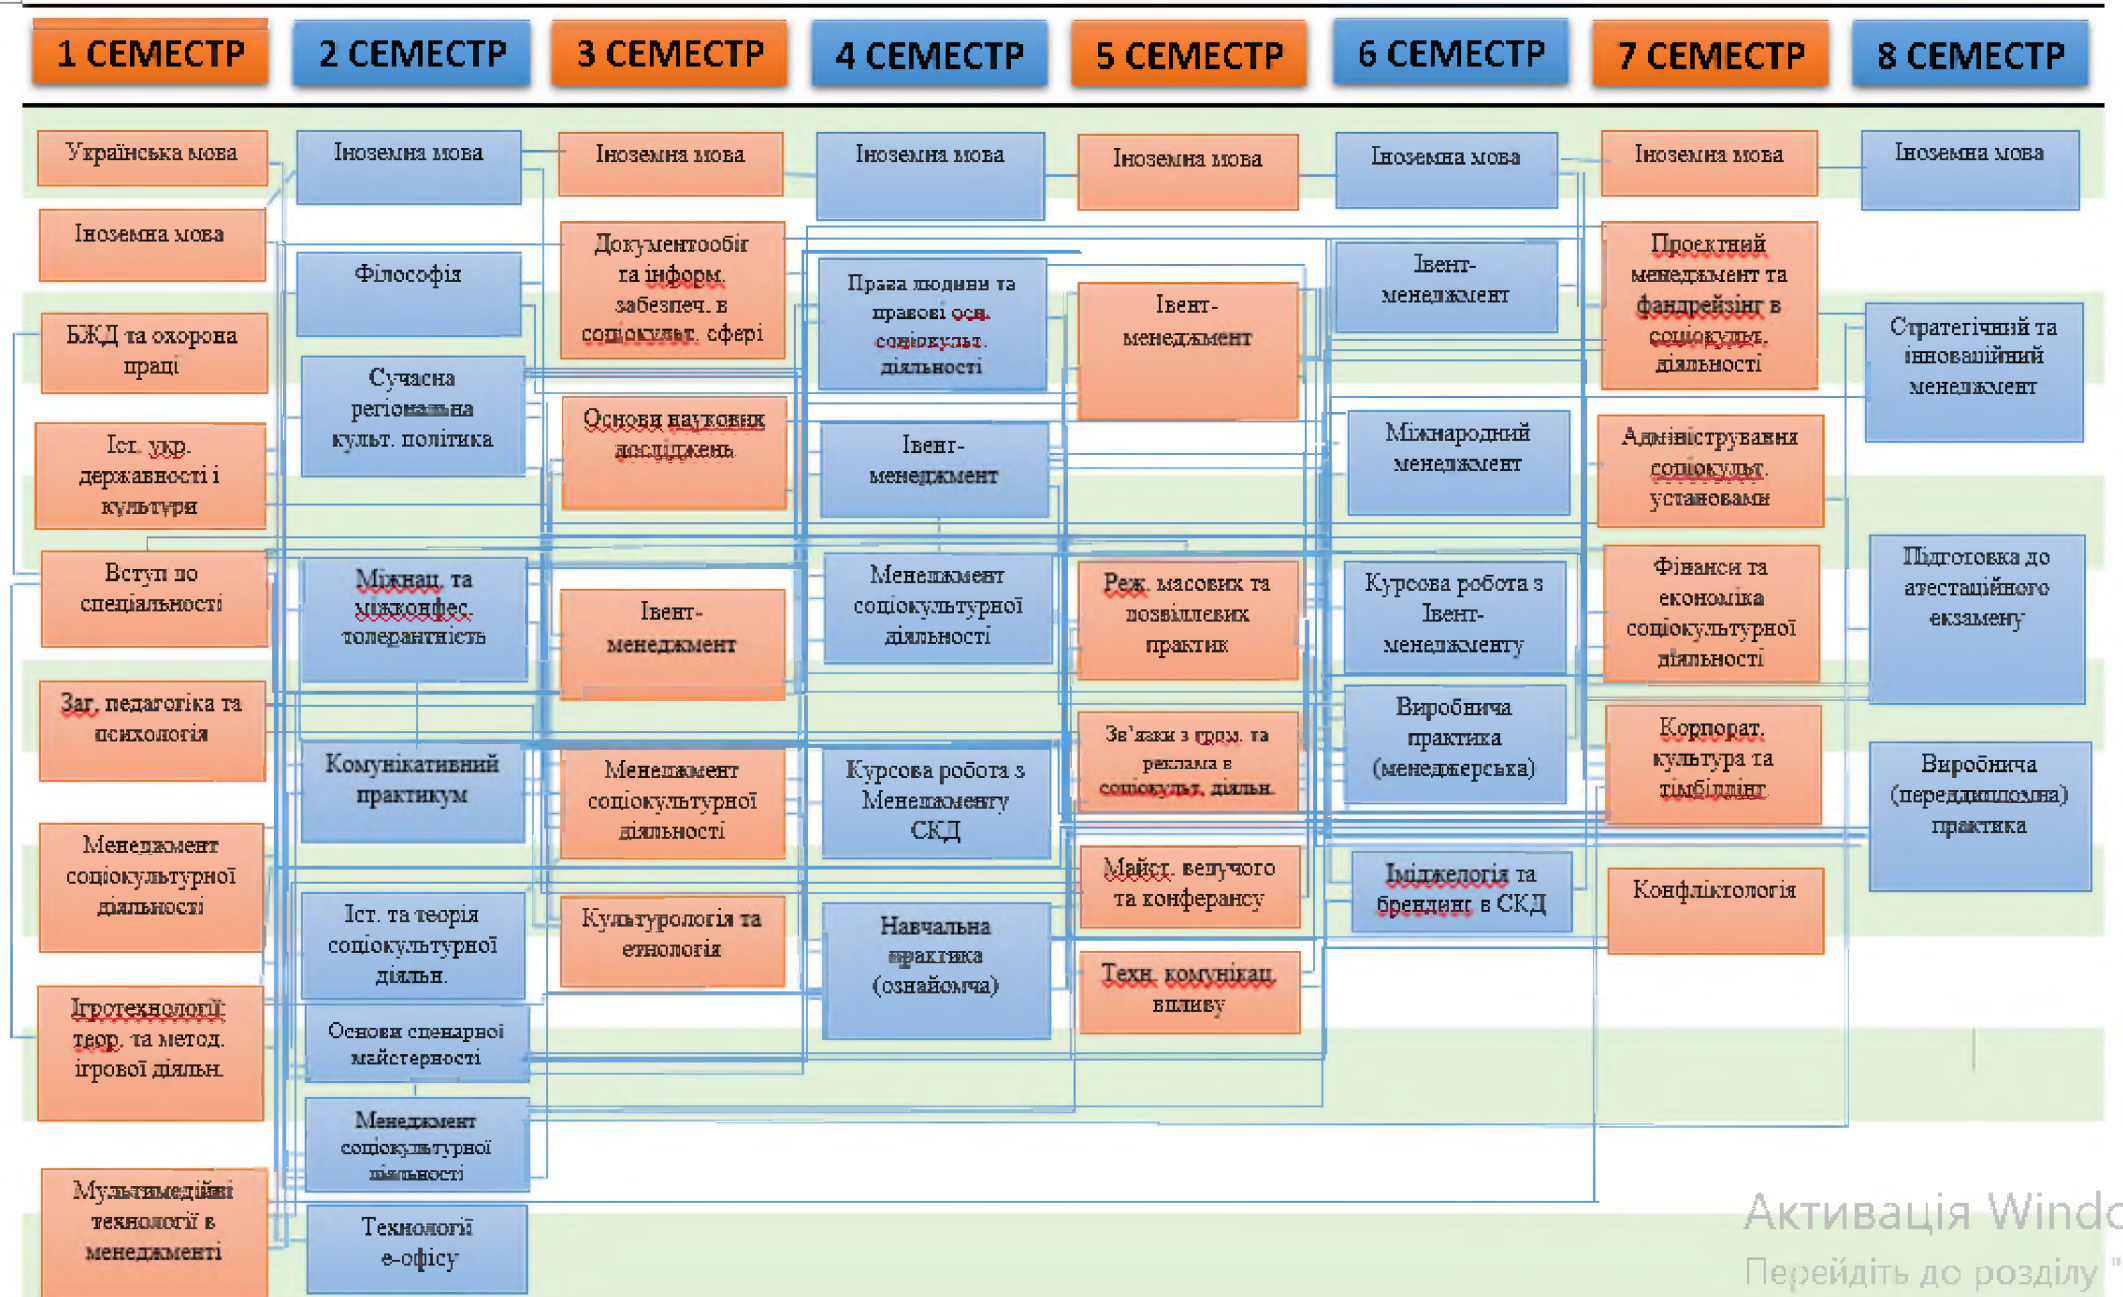 1 СЕМЕСТР
2 СЕМЕСТР
3 СЕМЕСТР
4 СЕМЕСТР
5 СЕМЕСТР
6 СЕМЕСТР
7 СЕМЕСТР
8 СЕМЕСТР
Українська мова
Іноземна мова
БЖД та охорона
праці
Іст. укр.
державності і
культури
Вступ до
спеціальності
Заг. педагогіка та
психологія
Менеджмент
соціокультурної
діяльності
Ігротехнології:
теор. та метод.
ігрової діяльн.
Мультимедійні
технології в
менеджменті
Іноземна мова
Філософія
Сучасна
регіональна
культ. політика
Міжнац. та
міжконфес.
толерантність
Комунікативний
практикум
Іст. та теорія
соціокультурної
діяльн.
Основи сценарної
майстерності
Менеджмент
соціокультурної
діяльності
Технології
е-офісу
Іноземна мова
Документообіг
та інформ.
забезпеч. в
соціокульт. сфері
Основи наукових
досліджень
Івент-
менеджмент
Менеджмент
соціокультурної
діяльності
Культурологія та
етнологія
Іноземна мова
Права людини та
правові осн.
соціокульт.
діяльності
Івент-
менеджмент
Менеджмент
соціокультурної
діяльності
Курсова робота з
Менеджменту
СКД
Навчальна
практика
(ознайомча)
Іноземна мова
Івент-
менеджмент
Реж. масових та
дозвіллєвих
практик
Зв’язки з гром. та
реклама в
соціокульт. діяльн.
Майст. ведучого
та конферансу
Техн. комунікац.
впливу
Іноземна мова
Івент-
менеджмент
Міжнародний
менеджмент
Курсова робота з
Івент-
менеджменту
Виробнича
практика
(менеджерська)
Іміджелогія та
брендинг в СКД
Іноземна мова
Проєктний
менеджмент та
фандрейзінг в
соціокульт.
діяльності
Адміністрування
соціокульт.
установами
Фінанси та
економіка
соціокультурної
діяльності
Корпорат.
культура та
тімбілдінг
Конфліктологія
Іноземна мова
Стратегічний та
інноваційний
менеджмент
Підготовка до
атестаційного
екзамену
Виробнича
(переддипломна)
практика
Активація Windo
Перейдіть до розділу "